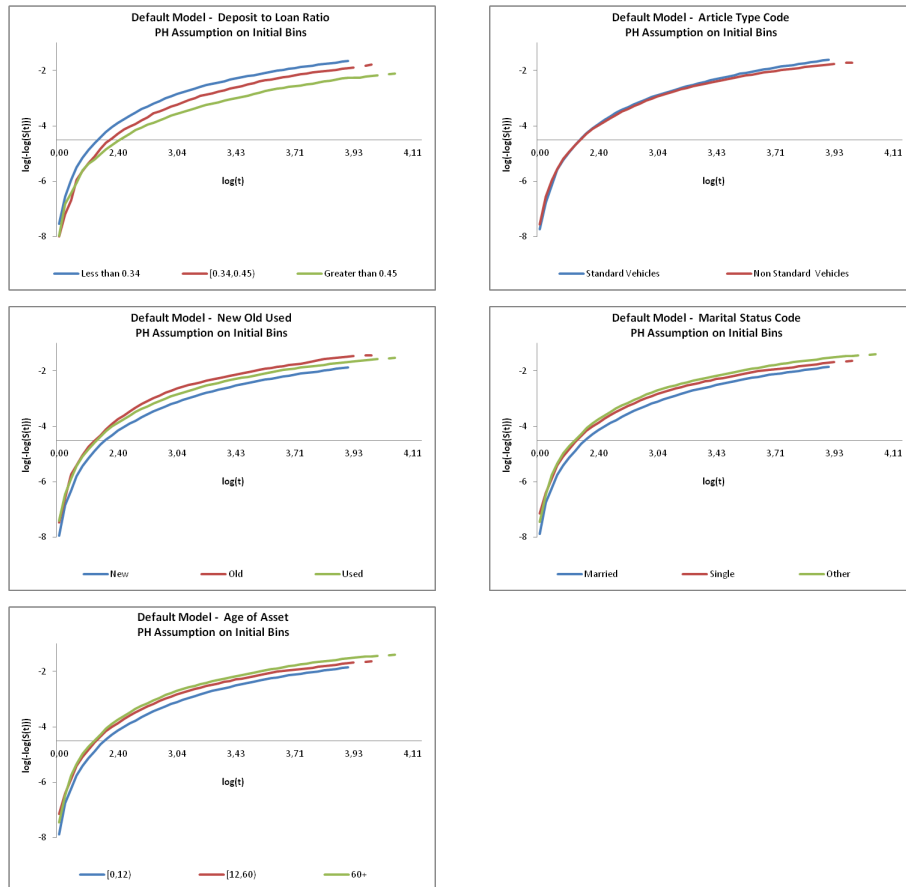 Default Model - Deposit to Loan Ratio
PH Assumption on Initial Bins
-2
-4
-6
-8
log(-log(S(t)))
0,00 2,40 3,04 3,43 3,71 3,93 4,11
log(t)
Less than 0.34 [0.34,0.45) Greater than 0.45
Default Model - Article Type Code
PH Assumption on Initial Bins
-2
-4
-6
-8
log(-log(S(t)))
0,00 2,40 3,04 3,43 3,71 3,93 4,11
log(t)
Standard Vehicles Non Standard Vehicles
Default Model - New Old Used
PH Assumption on Initial Bins
-2
-4
-6
-8
log(-log(S(t)))
0,00 2,40 3,04 3,43 3,71 3,93 4,11
log(t)
New Old Used
Default Model - Marital Status Code
PH Assumption on Initial Bins
-2
-4
-6
-8
log(-log(S(t)))
0,00 2,40 3,04 3,43 3,71 3,93 4,11
log(t)
Married Single Other
Default Model - Age of Asset
PH Assumption on Initial Bins
-2
-4
-6
-8
log(-log(S(t)))
0,00 2,40 3,04 3,43 3,71 3,93 4,11
log(t)
[0,12) [12,60) 60+